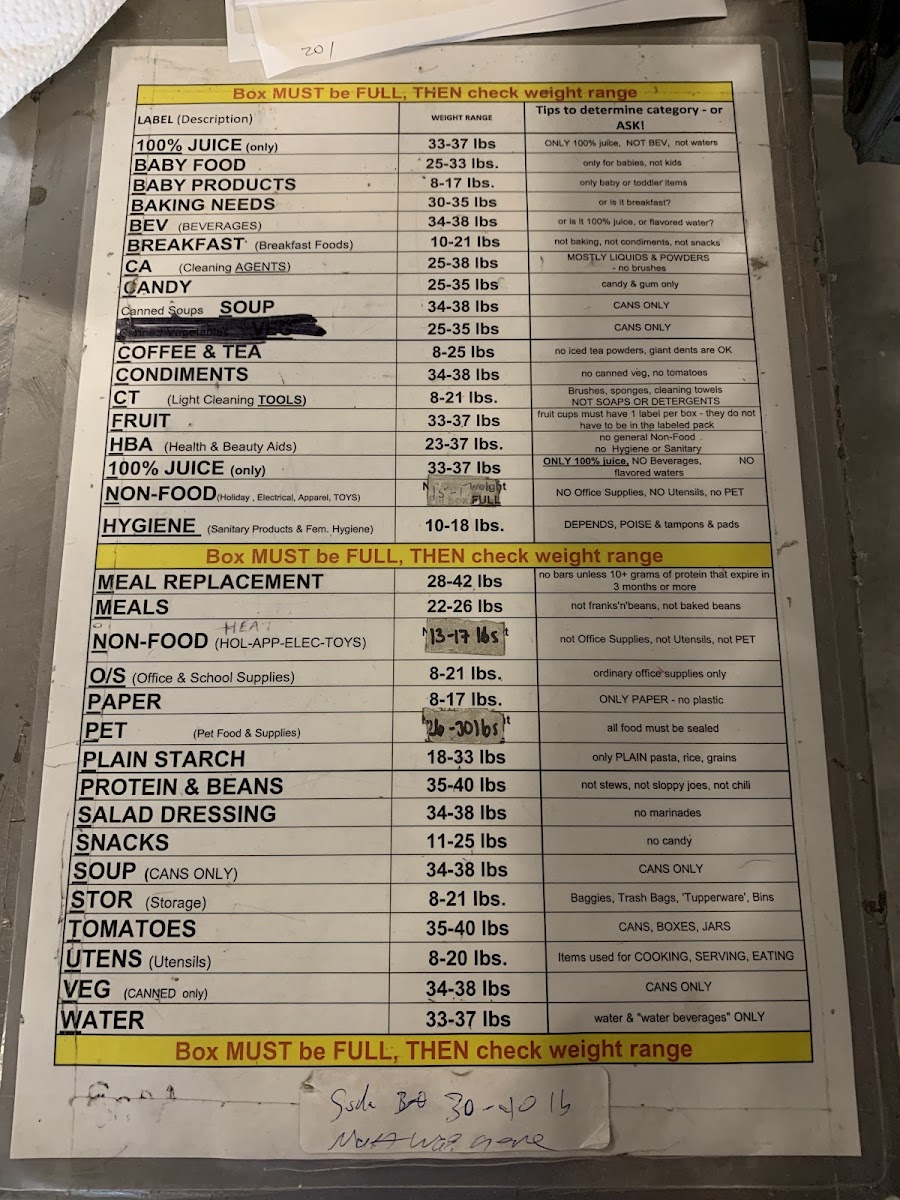 201
Box MUST be FULL, THEN check weight range
LABEL (Description) WEIGHT RANGE Tips to determine category - or ASK!
100% JUICE (only) 33-37 lbs ONLY 100% juice, NOT BEV, not waters
BABY FOOD 25-33 lbs. only for babies, not kids
BABY PRODUCTS 8-17 lbs. only baby or toddler items
BAKING NEEDS 30-35 lbs or is it breakfast?
BEV (BEVERAGES) 34-38 lbs or is it 100% juice, or flavored water?
BREAKFAST (Breakfast Foods) 10-21 lbs not baking, not condiments, not snacks
CA (Cleaning AGENTS) 25-38 lbs MOSTLY LIQUIDS & POWDERS - no brushes
CANDY 25-35 lbs candy & gum only
Canned Soups SOUP 34-38 lbs CANS ONLY
Canned Vegetables VEG 25-35 lbs CANS ONLY
COFFEE & TEA 8-25 lbs no iced tea powders, giant dents are OK
CONDIMENTS 34-38 lbs no canned veg, no tomatoes
CT (Light Cleaning TOOLS) 8-21 lbs. Brushes, sponges, cleaning towels NOT SOAPS OR DETERGENTS
FRUIT 33-37 lbs fruit cups must have 1 label per box - they do not have to be in the labeled pack
HBA (Health & Beauty Aids) 23-37 lbs. no general Non-Food no Hygiene or Sanitary
100% JUICE (only) 33-37 lbs ONLY 100% juice, NO Beverages, NO flavored waters
NON-FOOD (Holiday , Electrical, Apparel, TOYS) weight FULL NO Office Supplies, NO Utensils, no PET
HYGIENE (Sanitary Products & Fem. Hygiene) 10-18 lbs. DEPENDS, POISE & tampons & pads
Box MUST be FULL, THEN check weight range
MEAL REPLACEMENT 28-42 lbs no bars unless 10+ grams of protein that expire in 3 months or more
MEALS 22-26 lbs not franks'n'beans, not baked beans
NON-FOOD (HOL-APP-ELEC-TOYS) 13-17 lbs not Office Supplies, not Utensils, not PET
O/S (Office & School Supplies) 8-21 lbs. ordinary office supplies only
PAPER 8-17 lbs. ONLY PAPER - no plastic
PET (Pet Food & Supplies) 26-30 lbs all food must be sealed
PLAIN STARCH 18-33 lbs only PLAIN pasta, rice, grains
PROTEIN & BEANS 35-40 lbs not stews, not sloppy joes, not chili
SALAD DRESSING 34-38 lbs no marinades
SNACKS 11-25 lbs no candy
SOUP (CANS ONLY) 34-38 lbs CANS ONLY
STOR (Storage) 8-21 lbs. Baggies, Trash Bags, 'Tupperware', Bins
TOMATOES 35-40 lbs CANS, BOXES, JARS
UTENS (Utensils) 8-20 lbs. Items used for COOKING, SERVING, EATING
VEG (CANNED only) 34-38 lbs CANS ONLY
WATER 33-37 lbs water & "water beverages" ONLY
Box MUST be FULL, THEN check weight range
30-40 lb